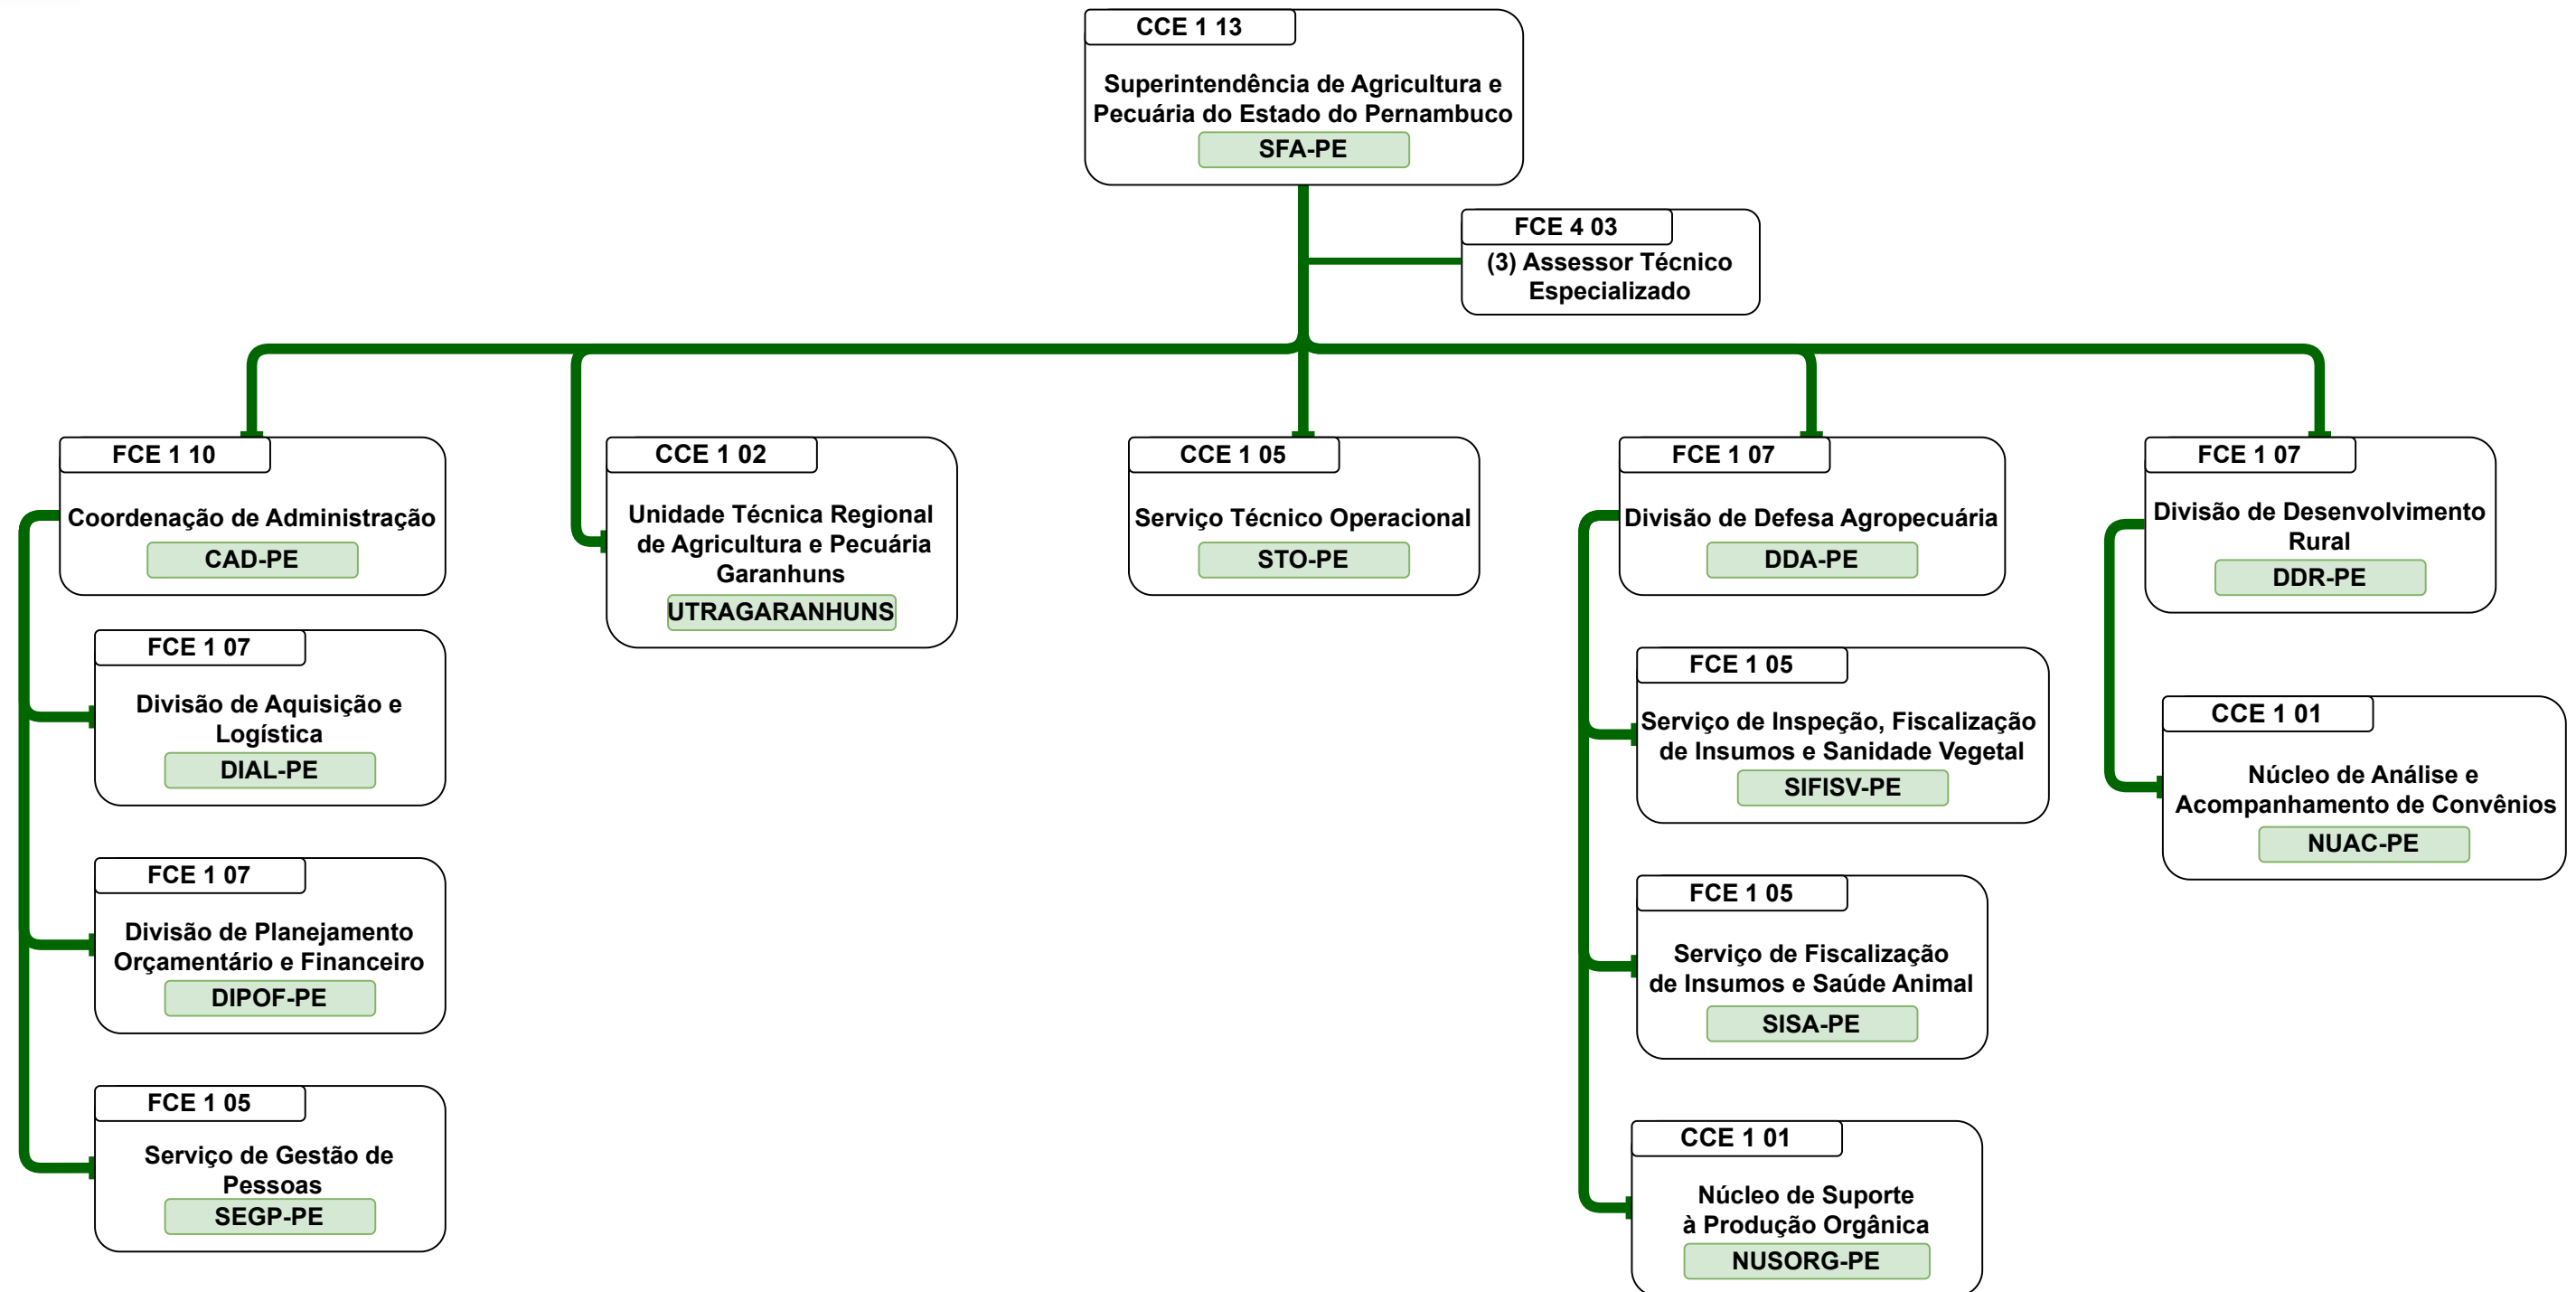 CCE 1 13
Superintendência de Agricultura e
Pecuária do Estado do Pernambuco
SFA-PE
FCE 4 03
(3) Assessor Técnico
Especializado
FCE 1 10
Coordenação de Administração
CAD-PE
FCE 1 07
Divisão de Aquisição e
Logística
DIAL-PE
FCE 1 07
Divisão de Planejamento
Orçamentário e Financeiro
DIPOF-PE
FCE 1 05
Serviço de Gestão de
Pessoas
SEGP-PE
CCE 1 02
Unidade Técnica Regional
de Agricultura e Pecuária
Garanhuns
UTRAGARANHUNS
CCE 1 05
Serviço Técnico Operacional
STO-PE
FCE 1 07
Divisão de Defesa Agropecuária
DDA-PE
FCE 1 05
Serviço de Inspeção, Fiscalização
de Insumos e Sanidade Vegetal
SIFISV-PE
FCE 1 05
Serviço de Fiscalização
de Insumos e Saúde Animal
SISA-PE
CCE 1 01
Núcleo de Suporte
à Produção Orgânica
NUSORG-PE
FCE 1 07
Divisão de Desenvolvimento
Rural
DDR-PE
CCE 1 01
Núcleo de Análise e
Acompanhamento de Convênios
NUAC-PE